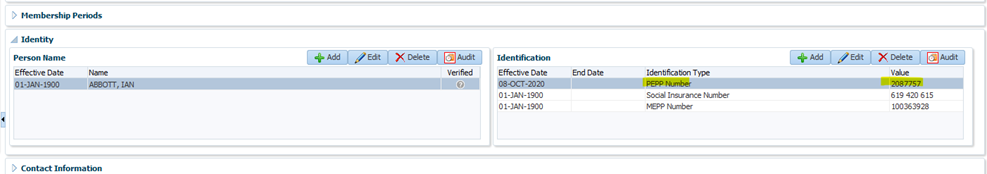 Membership Periods
Identity
Person Name Add Edit Delete Audit
Effective Date Name Verified
01-JAN-1900 ABBOTT, IAN
Identification Add Edit Delete Audit
Effective Date End Date Identification Type Value
08-OCT-2020 PEPP Number 2087757
01-JAN-1900 Social Insurance Number 619 420 615
01-JAN-1900 MEPP Number 100363928
Contact Information